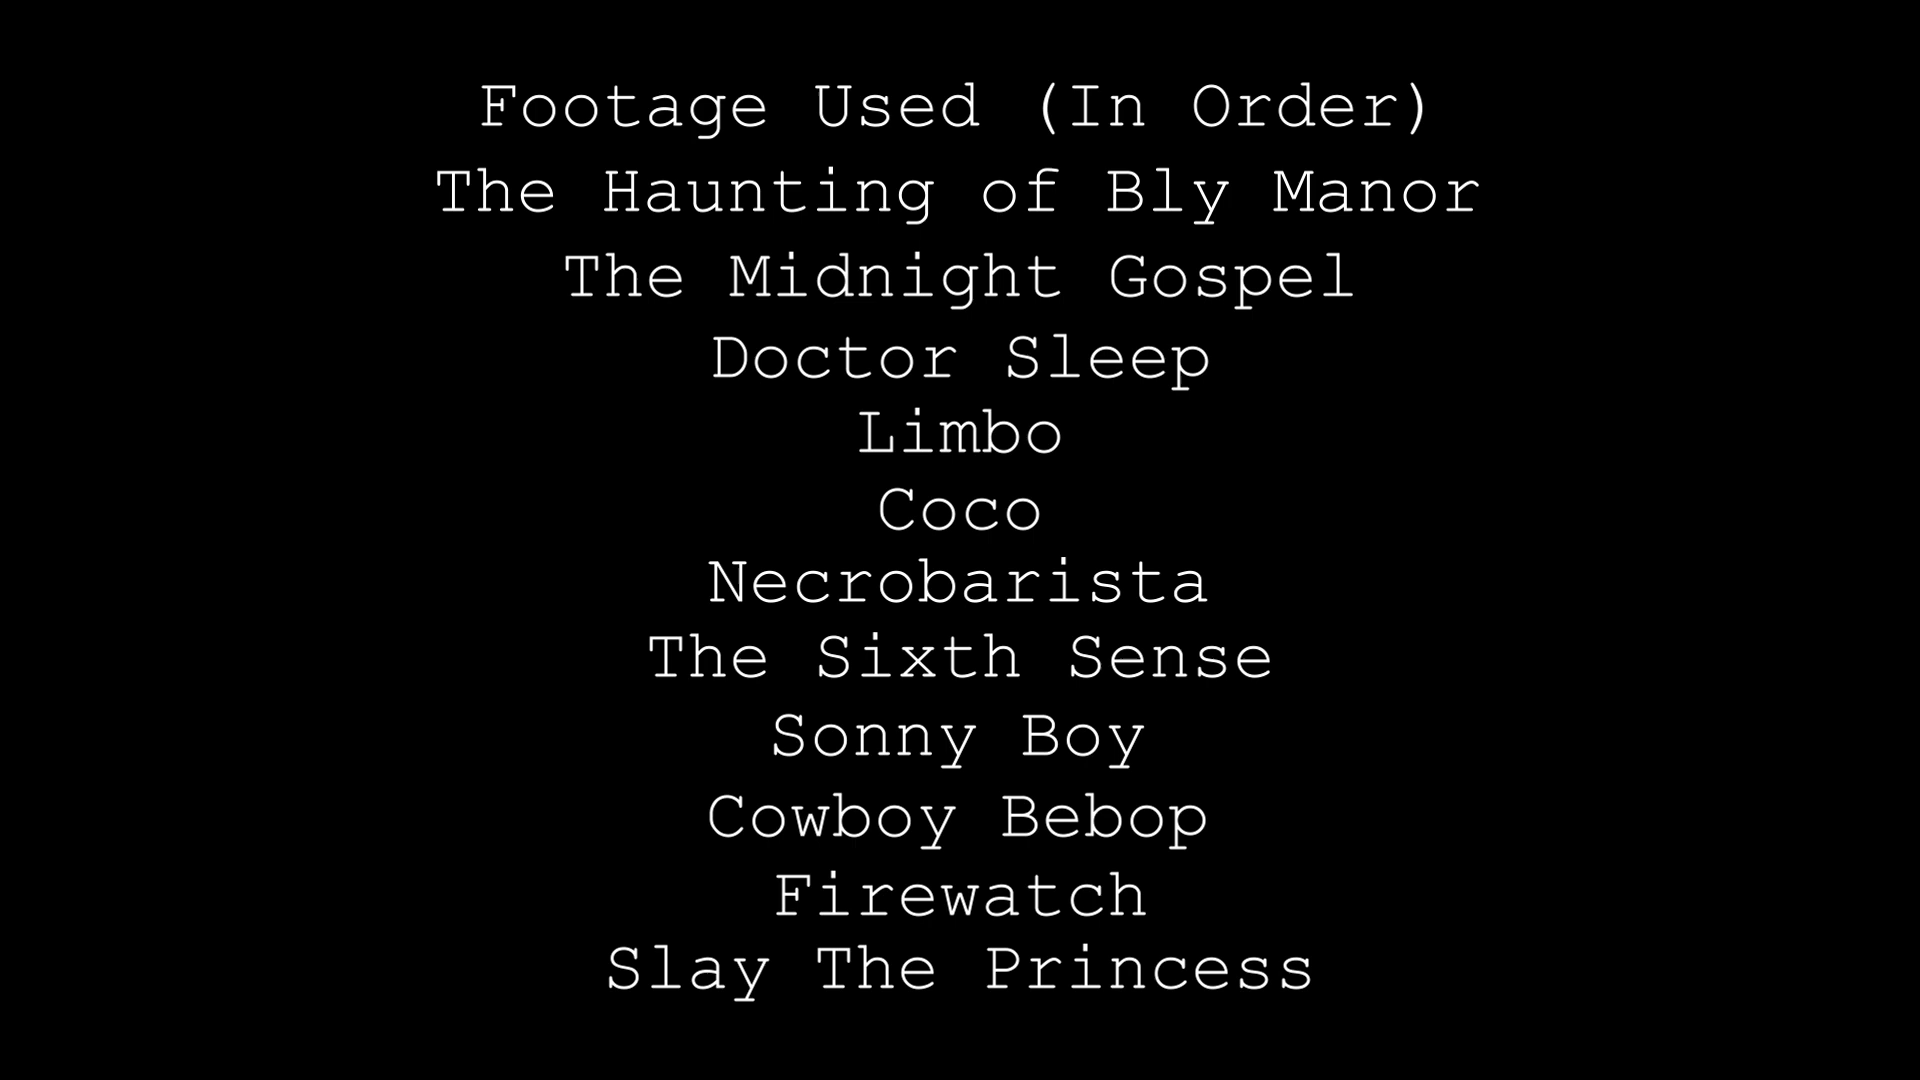 Footage Used (In Order)
The Haunting of Bly Manor
The Midnight Gospel
Doctor Sleep
Limbo
Coco
Necrobarista
The Sixth Sense
Sonny Boy
Cowboy Bebop
Firewatch
Slay The Princess